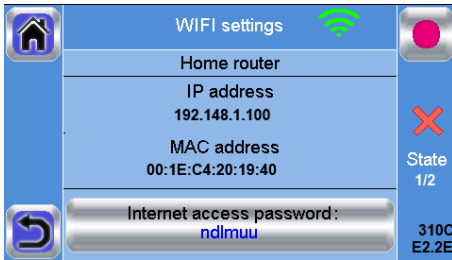 WIFI settings
Home router
IP address
192.148.1.100
MAC address
00:1E:C4:20:19:40
State
1/2
Internet access password:
ndlmuu
310C
E2.2E